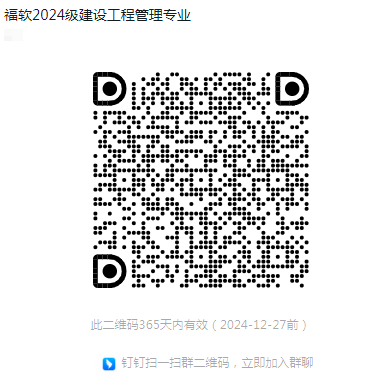 福软2024级建设工程管理专业
此二维码365天内有效（2024-12-27前）
钉钉扫一扫群二维码，立即加入群聊